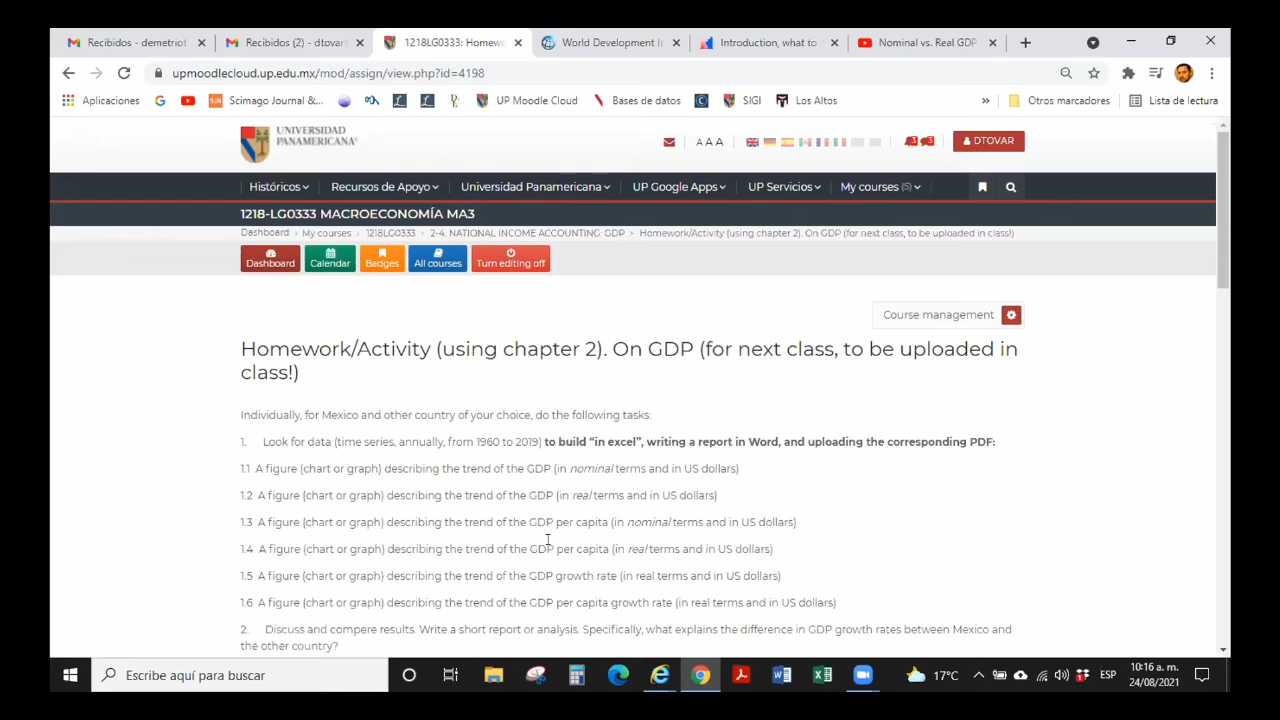 Recibidos - demetriot
Recibidos (2) - dtovar
1218LG0333: Homewo
World Development In
Introduction, what to
Nominal vs. Real GDP
upmoodlecloud.up.edu.mx/mod/assign/view.php?id=4198
Aplicaciones
Scimago Journal &...
UP Moodle Cloud
Bases de datos
SIGI
Los Altos
»
Otros marcadores
Lista de lectura
UNIVERSIDAD
PANAMERICANA
A A A
3
3
DTOVAR
Históricos
Recursos de Apoyo
Universidad Panamericana
UP Google Apps
UP Servicios
My courses (5)
1218-LG0333 MACROECONOMÍA MA3
Dashboard › My courses › 1218LG0333 › 2-4. NATIONAL INCOME ACCOUNTING: GDP › Homework/Activity (using chapter 2). On GDP (for next class, to be uploaded in class!)
Dashboard
Calendar
Badges
All courses
Turn editing off
Course management
Homework/Activity (using chapter 2). On GDP (for next class, to be uploaded in
class!)
Individually, for Mexico and other country of your choice, do the following tasks:
1. Look for data (time series, annually, from 1960 to 2019) to build “in excel”, writing a report in Word, and uploading the corresponding PDF:
1.1 A figure (chart or graph) describing the trend of the GDP (in nominal terms and in US dollars)
1.2 A figure (chart or graph) describing the trend of the GDP (in real terms and in US dollars)
1.3 A figure (chart or graph) describing the trend of the GDP per capita (in nominal terms and in US dollars)
1.4 A figure (chart or graph) describing the trend of the GDP per capita (in real terms and in US dollars)
1.5 A figure (chart or graph) describing the trend of the GDP growth rate (in real terms and in US dollars)
1.6 A figure (chart or graph) describing the trend of the GDP per capita growth rate (in real terms and in US dollars)
2. Discuss and compere results. Write a short report or analysis. Specifically, what explains the difference in GDP growth rates between Mexico and
the other country?
Escribe aquí para buscar
17°C
ESP
10:16 a. m.
24/08/2021